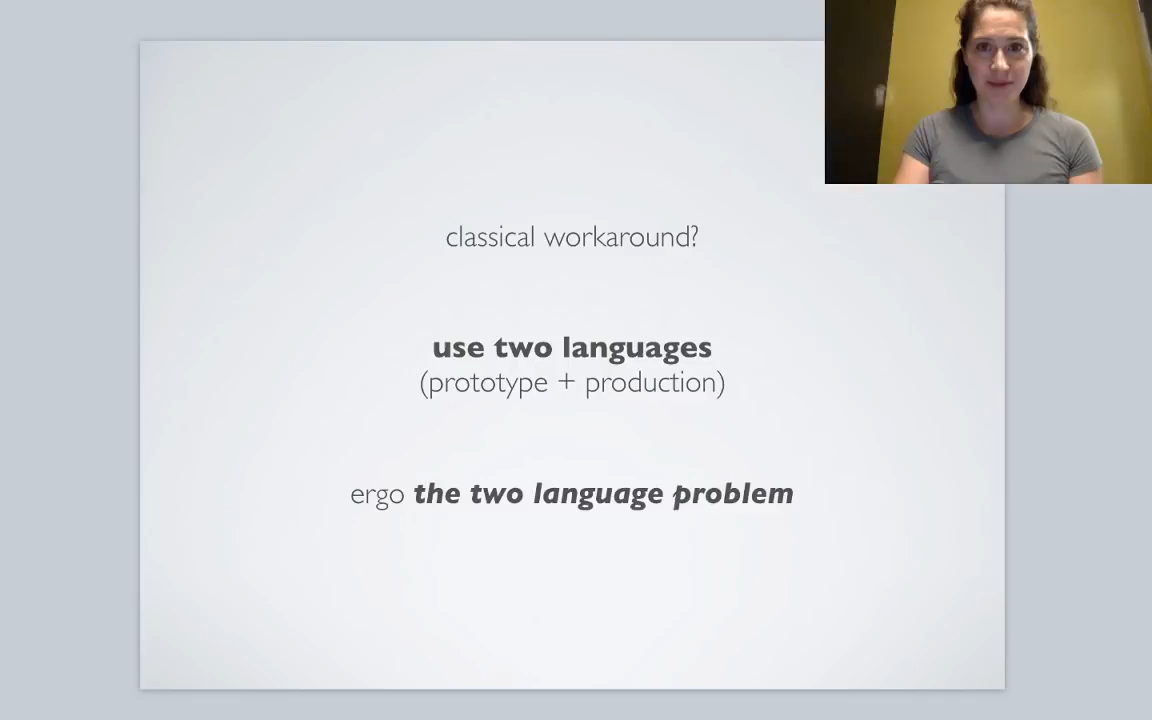 classical workaround?
use two languages
(prototype + production)
ergo the two language problem